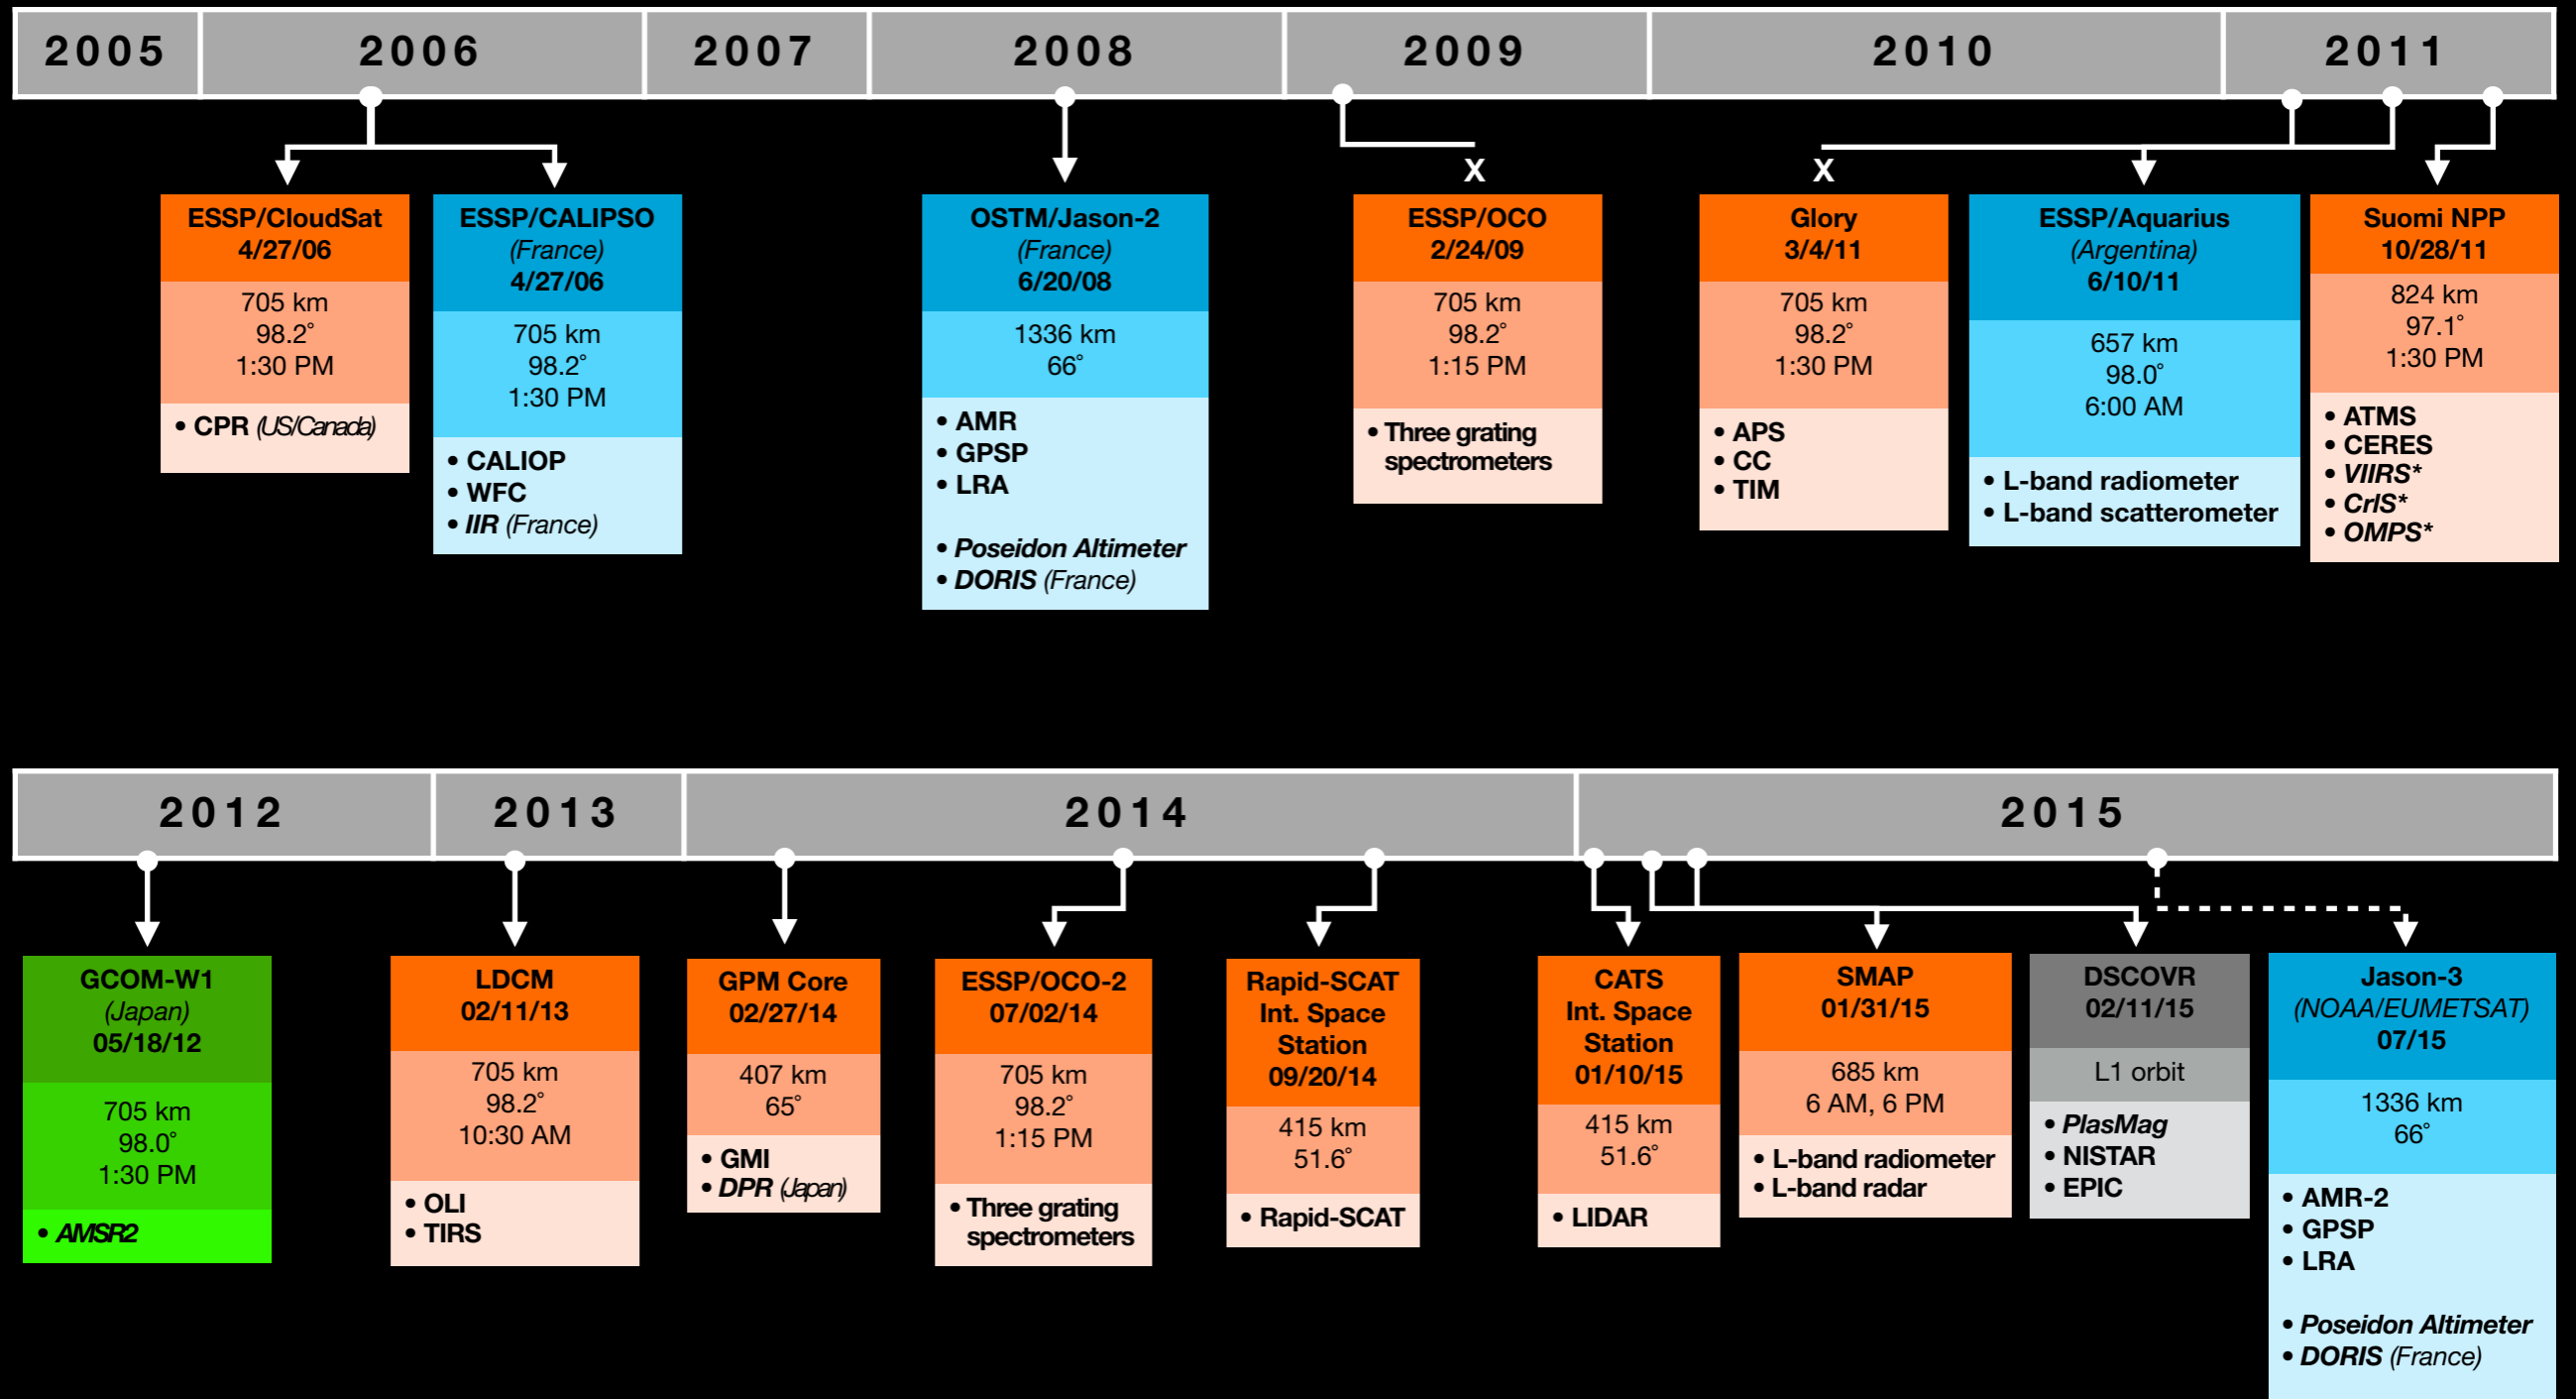 2005
2006
2007
2008
2009
2010
2011
X
X
ESSP/CloudSat
4/27/06
705 km
98.2°
1:30 PM
• CPR (US/Canada)
ESSP/CALIPSO
(France)
4/27/06
705 km
98.2°
1:30 PM
• CALIOP
• WFC
• IIR (France)
OSTM/Jason-2
(France)
6/20/08
1336 km
66°
• AMR
• GPSP
• LRA
• Poseidon Altimeter
• DORIS (France)
ESSP/OCO
2/24/09
705 km
98.2°
1:15 PM
• Three grating
spectrometers
Glory
3/4/11
705 km
98.2°
1:30 PM
• APS
• CC
• TIM
ESSP/Aquarius
(Argentina)
6/10/11
657 km
98.0°
6:00 AM
• L-band radiometer
• L-band scatterometer
Suomi NPP
10/28/11
824 km
97.1°
1:30 PM
• ATMS
• CERES
• VIIRS*
• CrIS*
• OMPS*
2012
2013
2014
2015
GCOM-W1
(Japan)
05/18/12
705 km
98.0°
1:30 PM
• AMSR2
LDCM
02/11/13
705 km
98.2°
10:30 AM
• OLI
• TIRS
GPM Core
02/27/14
407 km
65°
• GMI
• DPR (Japan)
ESSP/OCO-2
07/02/14
705 km
98.2°
1:15 PM
• Three grating
spectrometers
Rapid-SCAT
Int. Space
Station
09/20/14
415 km
51.6°
• Rapid-SCAT
CATS
Int. Space
Station
01/10/15
415 km
51.6°
• LIDAR
SMAP
01/31/15
685 km
6 AM, 6 PM
• L-band radiometer
• L-band radar
DSCOVR
02/11/15
L1 orbit
• PlasMag
• NISTAR
• EPIC
Jason-3
(NOAA/EUMETSAT)
07/15
1336 km
66°
• AMR-2
• GPSP
• LRA
• Poseidon Altimeter
• DORIS (France)